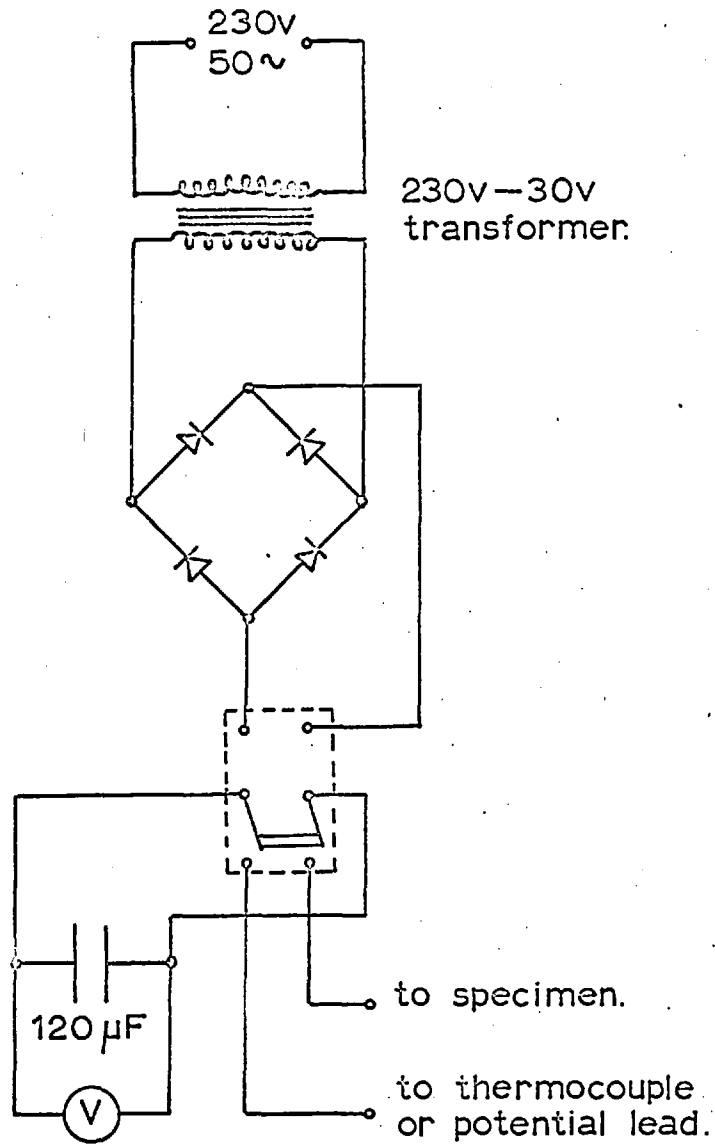 230v
50~
230v—30v
transformer.
120 µF
V
to specimen.
to thermocouple
or potential lead.